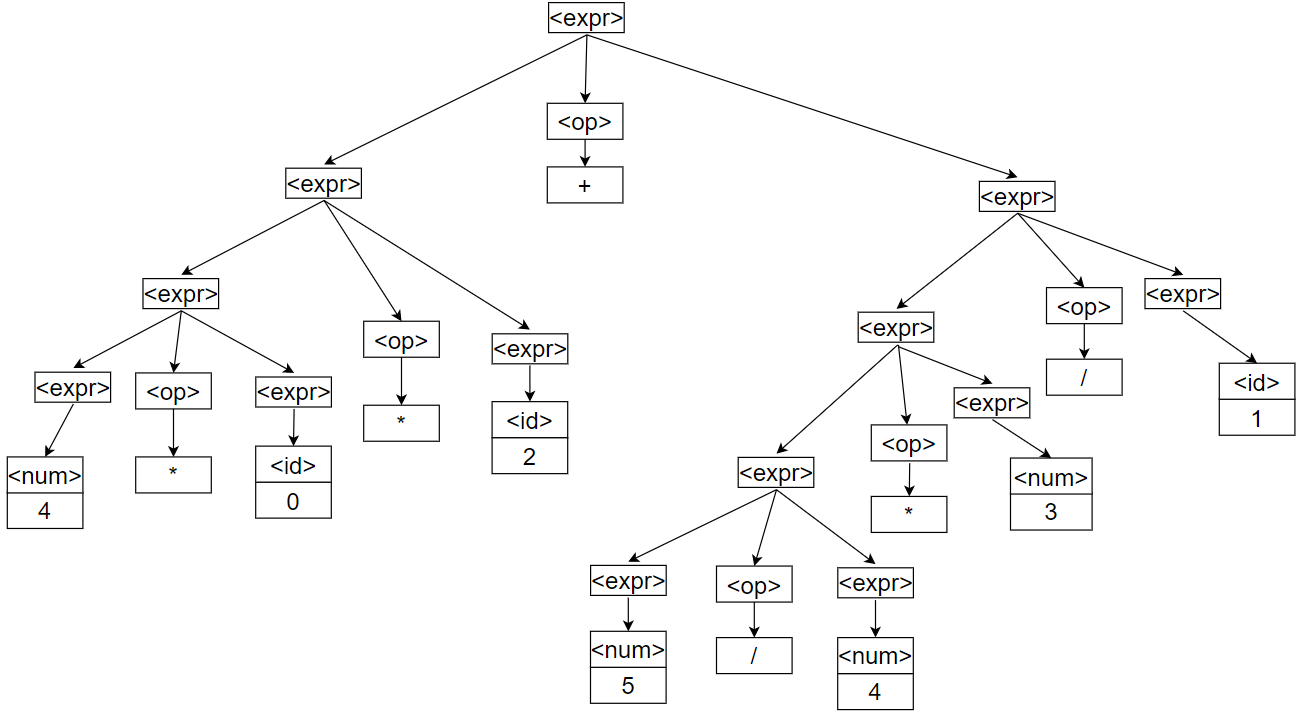 <expr>
<op>
+
<expr>
<expr>
<expr>
<op>
<expr>
<expr>
<op>
<expr>
<expr>
<op>
<expr>
*
<id>
2
<expr>
<op>
<expr>
/
<id>
1
<num>
4
*
<id>
0
<expr>
<op>
*
<num>
3
<expr>
<op>
<expr>
<num>
5
/
<num>
4